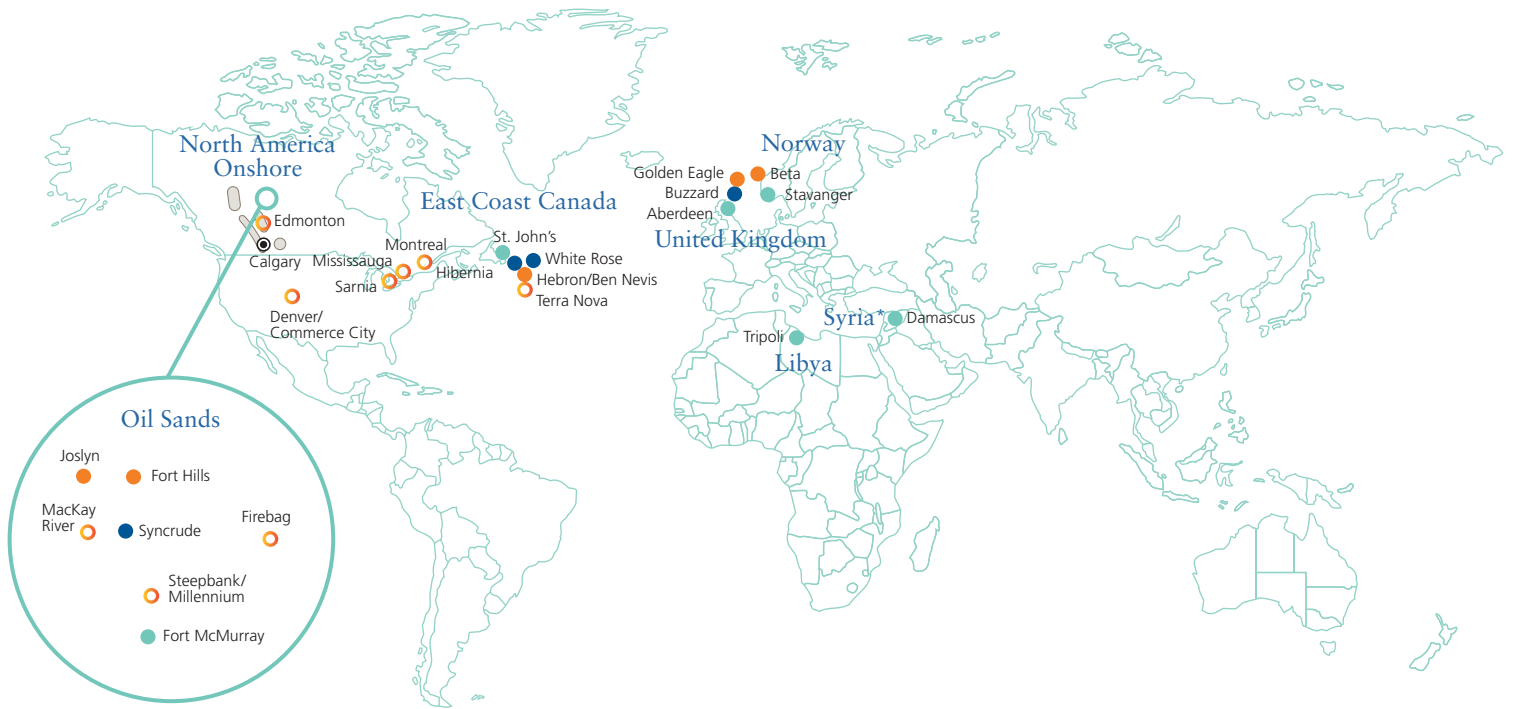 North America
Onshore
Edmonton
Calgary
Denver/
Commerce City
Montreal
Mississauga
Sarnia
East Coast Canada
St. John’s
White Rose
Hibernia
Hebron/Ben Nevis
Terra Nova
Norway
Golden Eagle
Beta
Buzzard
Stavanger
Aberdeen
United Kingdom
Syria*
Damascus
Tripoli
Libya
Oil Sands
Joslyn
Fort Hills
MacKay
River
Syncrude
Firebag
Steepbank/
Millennium
Fort McMurray